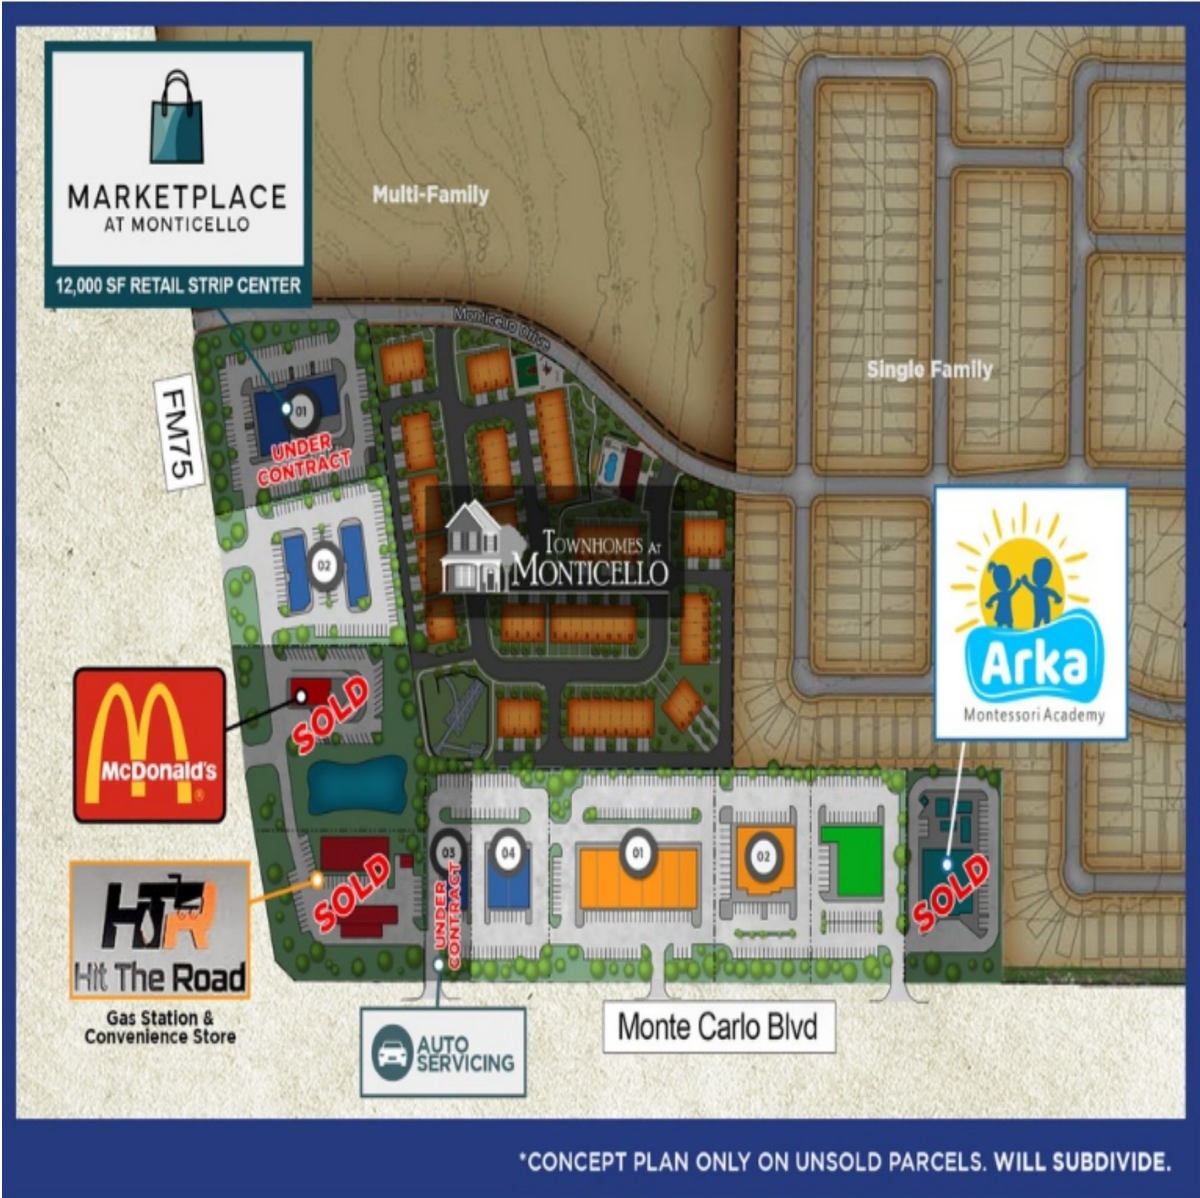 MARKETPLACE
AT MONTICELLO
12,000 SF RETAIL STRIP CENTER
Multi-Family
Monticello Drive
Single Family
FM75
01
UNDER
CONTRACT
02
TOWNHOMES AT
MONTICELLO
Arka
Montessori Academy
McDonald's
®
SOLD
HTR
Hit The Road
Gas Station &
Convenience Store
SOLD
03
UNDER
CONTRACT
04
01
02
SOLD
AUTO
SERVICING
Monte Carlo Blvd
*CONCEPT PLAN ONLY ON UNSOLD PARCELS. WILL SUBDIVIDE.